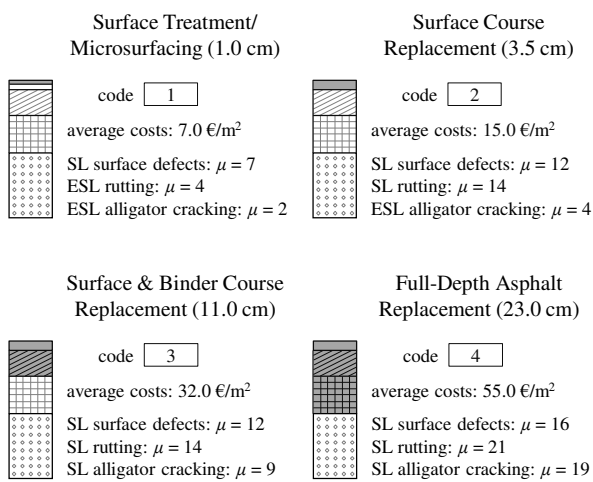 Surface Treatment/
Microsurfacing (1.0 cm)
code 1
average costs: 7.0 €/m²
SL surface defects: μ = 7
ESL rutting: μ = 4
ESL alligator cracking: μ = 2
Surface Course
Replacement (3.5 cm)
code 2
average costs: 15.0 €/m²
SL surface defects: μ = 12
SL rutting: μ = 14
ESL alligator cracking: μ = 4
Surface & Binder Course
Replacement (11.0 cm)
code 3
average costs: 32.0 €/m²
SL surface defects: μ = 12
SL rutting: μ = 14
SL alligator cracking: μ = 9
Full-Depth Asphalt
Replacement (23.0 cm)
code 4
average costs: 55.0 €/m²
SL surface defects: μ = 16
SL rutting: μ = 21
SL alligator cracking: μ = 19